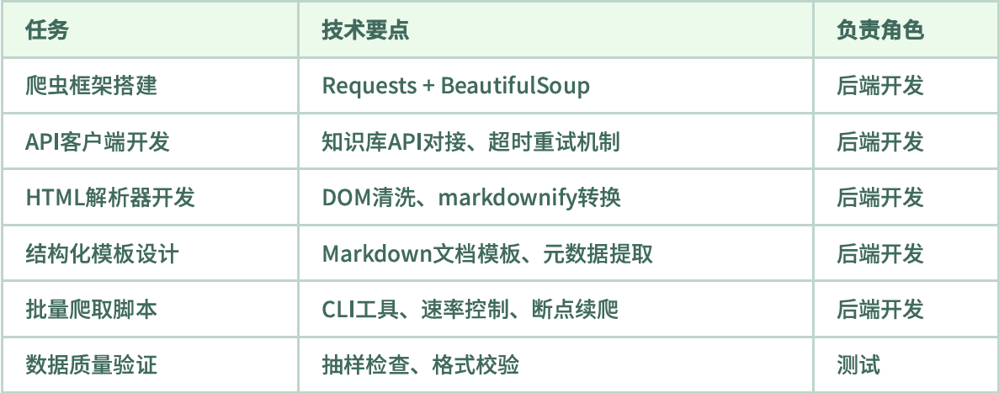 任务 技术要点 负责角色
爬虫框架搭建 Requests + BeautifulSoup 后端开发
API客户端开发 知识库API对接、超时重试机制 后端开发
HTML解析器开发 DOM清洗、markdownify转换 后端开发
结构化模板设计 Markdown文档模板、元数据提取 后端开发
批量爬取脚本 CLI工具、速率控制、断点续爬 后端开发
数据质量验证 抽样检查、格式校验 测试